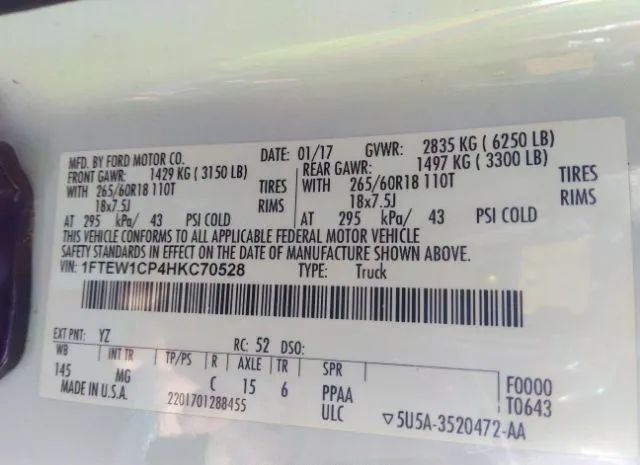 MFD. BY FORD MOTOR CO. DATE: 01/17 GVWR: 2835 KG ( 6250 LB)
FRONT GAWR: 1429 KG ( 3150 LB) REAR GAWR: 1497 KG ( 3300 LB)
WITH 265/60R18 110T TIRES WITH 265/60R18 110T TIRES
18x7.5J RIMS 18x7.5J RIMS
AT 295 kPa/ 43 PSI COLD AT 295 kPa/ 43 PSI COLD
THIS VEHICLE CONFORMS TO ALL APPLICABLE FEDERAL MOTOR VEHICLE
SAFETY STANDARDS IN EFFECT ON THE DATE OF MANUFACTURE SHOWN ABOVE.
VIN: 1FTEW1CP4HKC70528 TYPE: Truck
EXT PNT: YZ RC: 52 DSO:
WB INT TR TP/PS R AXLE TR SPR
145 MG C 15 6 PPAA F0000
MADE IN U.S.A. 2201701288455 ULC T0643
▽5U5A-3520472-AA